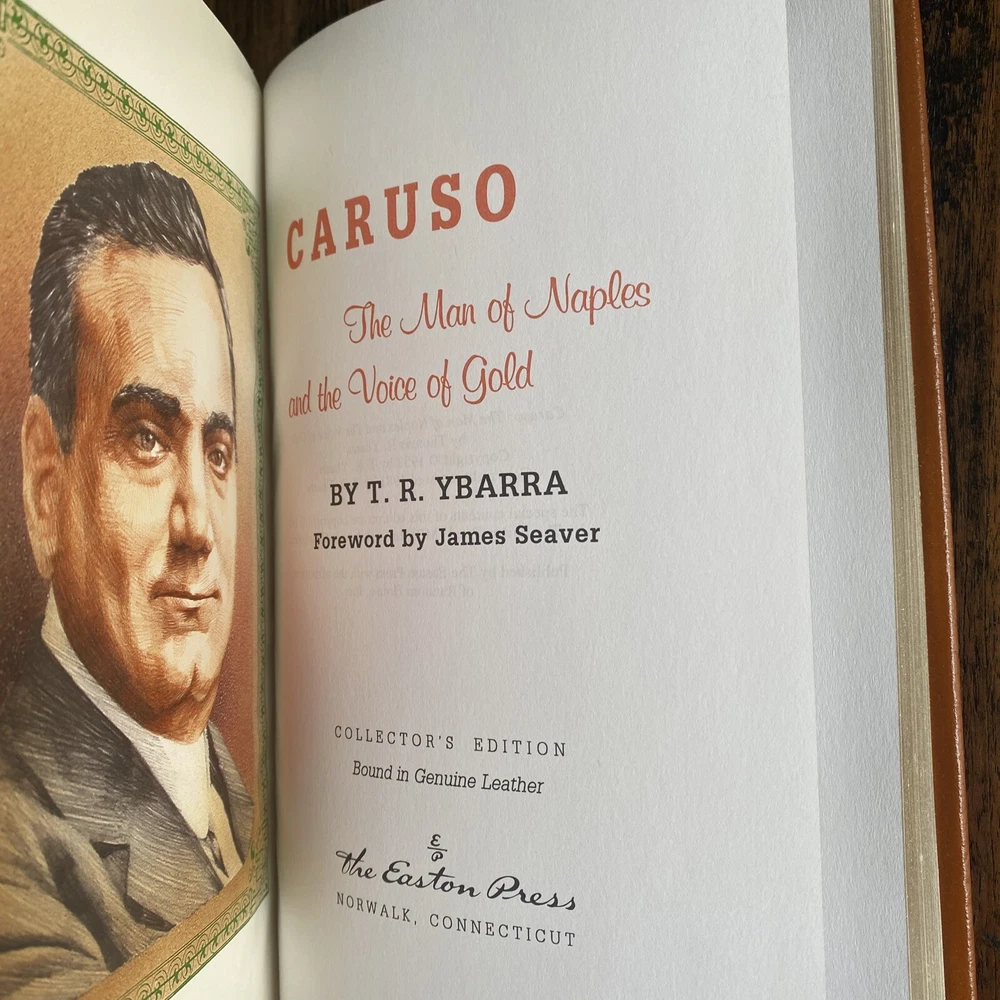 CARUSO
The Man of Naples
and the Voice of Gold
BY T. R. YBARRA
Foreword by James Seaver
COLLECTOR'S EDITION
Bound in Genuine Leather
E
P
The Easton Press
NORWALK, CONNECTICUT